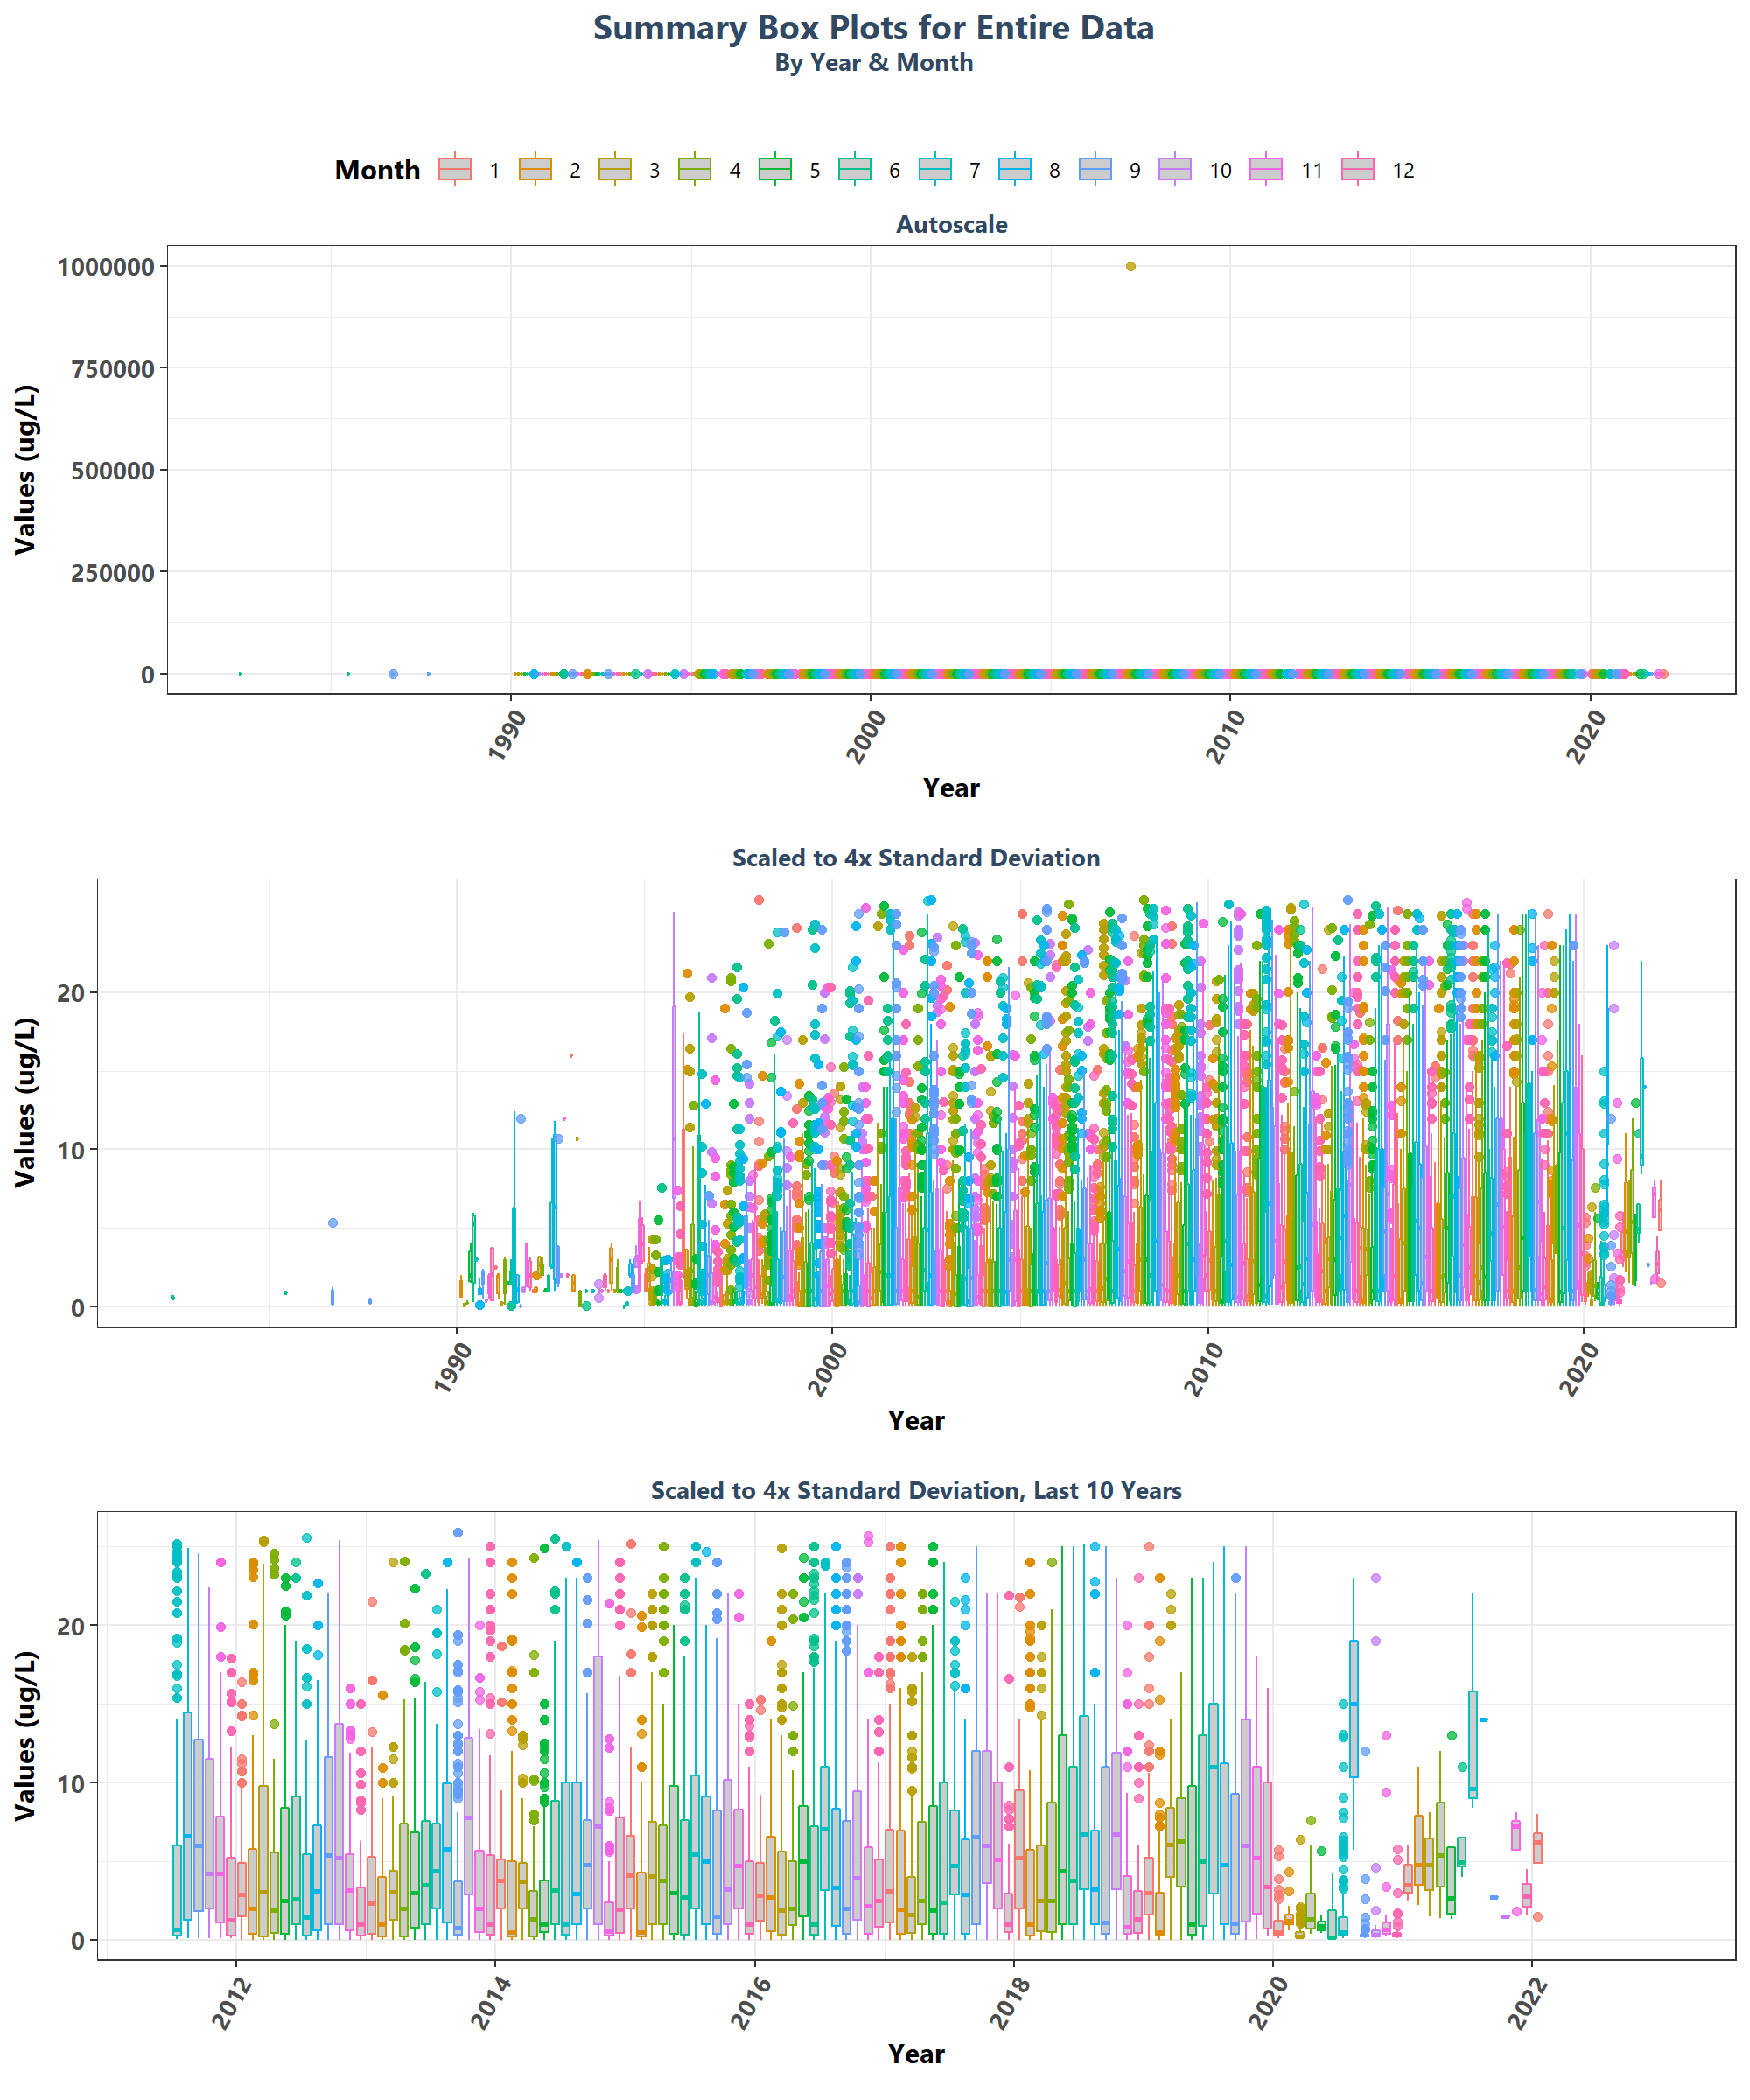 Summary Box Plots for Entire Data
By Year & Month
Month 1 2 3 4 5 6 7 8 9 10 11 12
Autoscale
1000000
750000
500000
250000
0
Values (ug/L)
1990 2000 2010 2020
Year
Scaled to 4x Standard Deviation
20
10
0
Values (ug/L)
1990 2000 2010 2020
Year
Scaled to 4x Standard Deviation, Last 10 Years
20
10
0
Values (ug/L)
2012 2014 2016 2018 2020 2022
Year